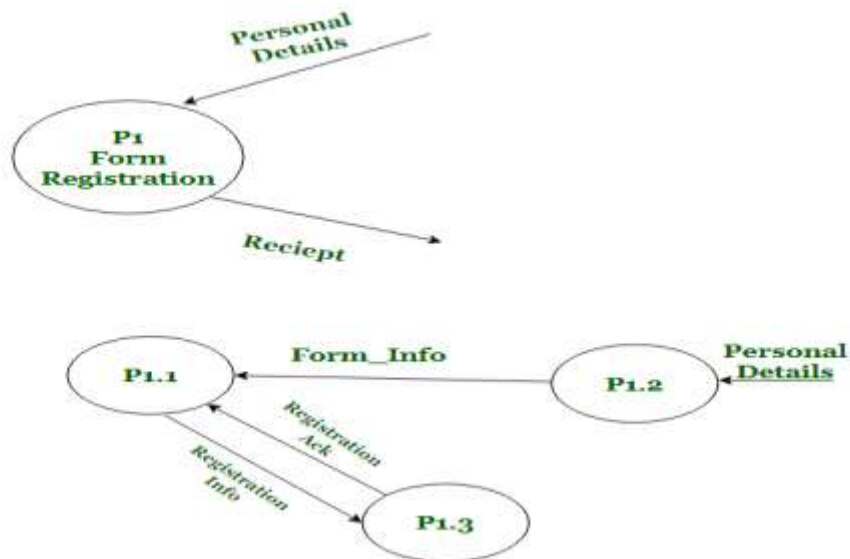 Personal
Details
P1
Form
Registration
Reciept
Form_Info
P1.1
P1.2
Personal
Details
Registration
Ack
Registration
Info
P1.3